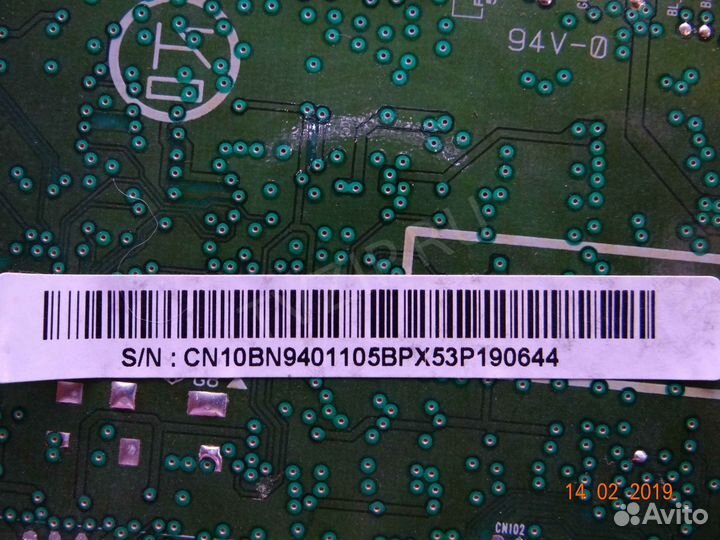 94V-0
S/N : CN10BN9401105BPX53P190644
CN102
14 02 2019
Avito